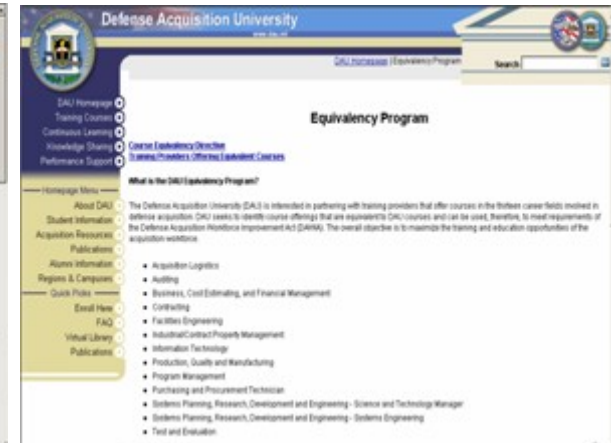 Defense Acquisition University
www.dau.mil
DAU Homepage | Equivalency Program
Search
DAU Homepage
Training Courses
Continuous Learning
Knowledge Sharing
Performance Support
Homepage Menu
About DAU
Student Information
Acquisition Resources
Publications
Alumni Information
Regions & Campuses
Quick Picks
Enroll Here
FAQ
Virtual Library
Publications
Equivalency Program
Course Equivalency Direction
Training Providers Offering Equivalent Courses
What is the DAU Equivalency Program?
The Defense Acquisition University (DAU) is interested in partnering with training providers that offer courses in the thirteen career fields involved in
defense acquisition. DAU seeks to identify course offerings that are equivalent to DAU courses and can be used, therefore, to meet requirements of
the Defense Acquisition Workforce Improvement Act (DAWIA). The overall objective is to maximize the training and education opportunities of the
acquisition workforce.
Acquisition Logistics
Auditing
Business, Cost Estimating, and Financial Management
Contracting
Facilities Engineering
Industrial/Contract Property Management
Information Technology
Production, Quality and Manufacturing
Program Management
Purchasing and Procurement Technician
Systems Planning, Research, Development and Engineering - Science and Technology Manager
Systems Planning, Research, Development and Engineering - Systems Engineering
Test and Evaluation